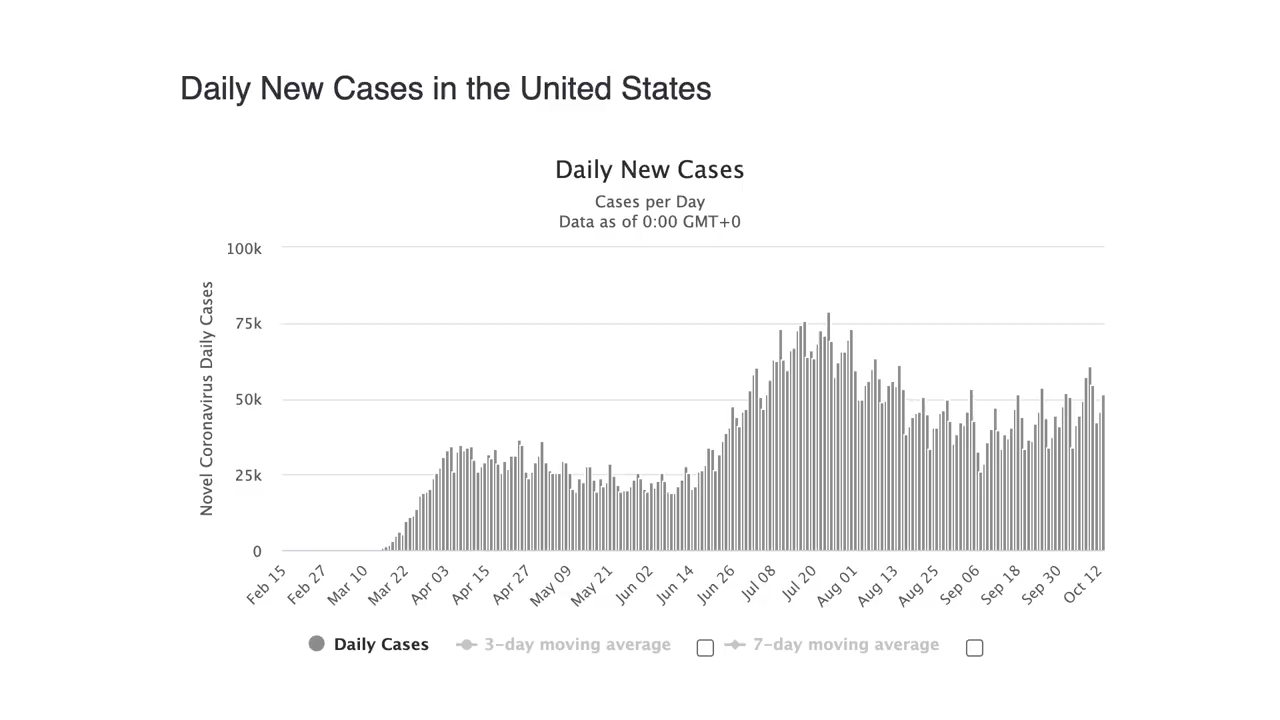 Daily New Cases in the United States
Daily New Cases
Cases per Day
Data as of 0:00 GMT+0
Novel Coronavirus Daily Cases
100k
75k
50k
25k
0
Feb 15 Feb 27 Mar 10 Mar 22 Apr 03 Apr 15 Apr 27 May 09 May 21 Jun 02 Jun 14 Jun 26 Jul 08 Jul 20 Aug 01 Aug 13 Aug 25 Sep 06 Sep 18 Sep 30 Oct 12
Daily Cases 3-day moving average 7-day moving average